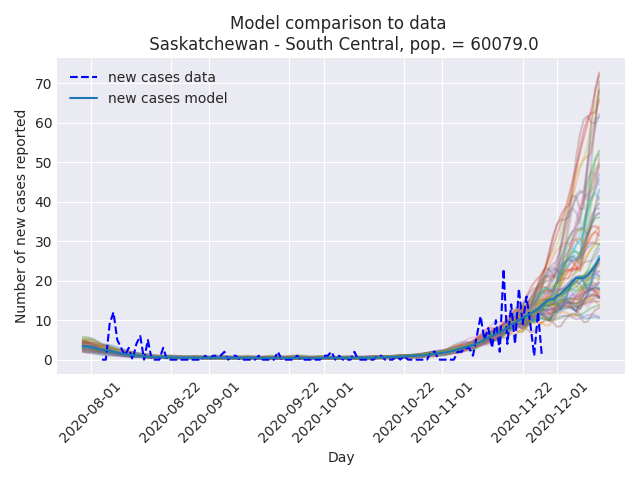 Model comparison to data
Saskatchewan - South Central, pop. = 60079.0
new cases data
new cases model
Number of new cases reported
70
60
50
40
30
20
10
0
2020-08-01
2020-08-22
2020-09-01
2020-09-22
2020-10-01
2020-10-22
2020-11-01
2020-11-22
2020-12-01
Day